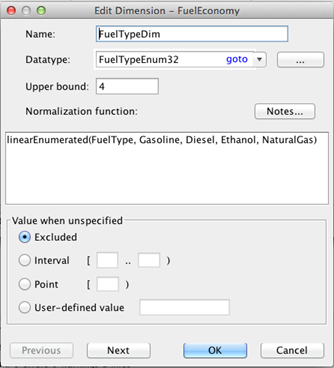 Edit Dimension - FuelEconomy
Name: FuelTypeDim
Datatype: FuelTypeEnum32 goto ...
Upper bound: 4
Normalization function: Notes...
linearEnumerated(FuelType, Gasoline, Diesel, Ethanol, NaturalGas)
Value when unspecified
Excluded
Interval [ .. )
Point [ )
User-defined value
Previous Next OK Cancel